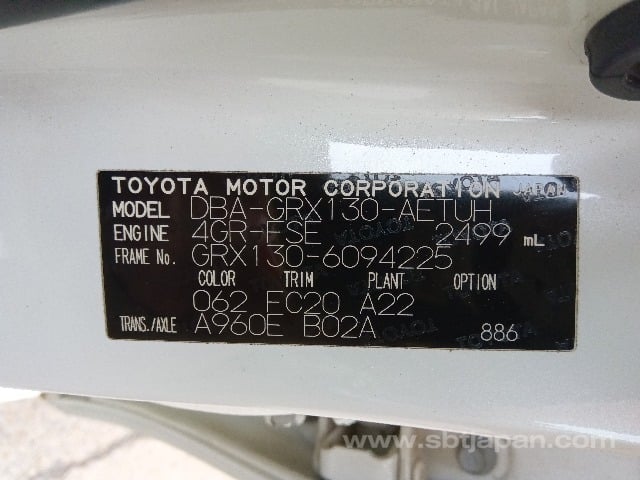 TOYOTA MOTOR CORPORATION JAPAN
MODEL DBA-GRX130-AETUH
ENGINE 4GR-FSE 2499 mL
FRAME No. GRX130-6094225
COLOR TRIM PLANT OPTION
062 FC20 A22
TRANS./AXLE A960E B02A 886
www.sbtjapan.com